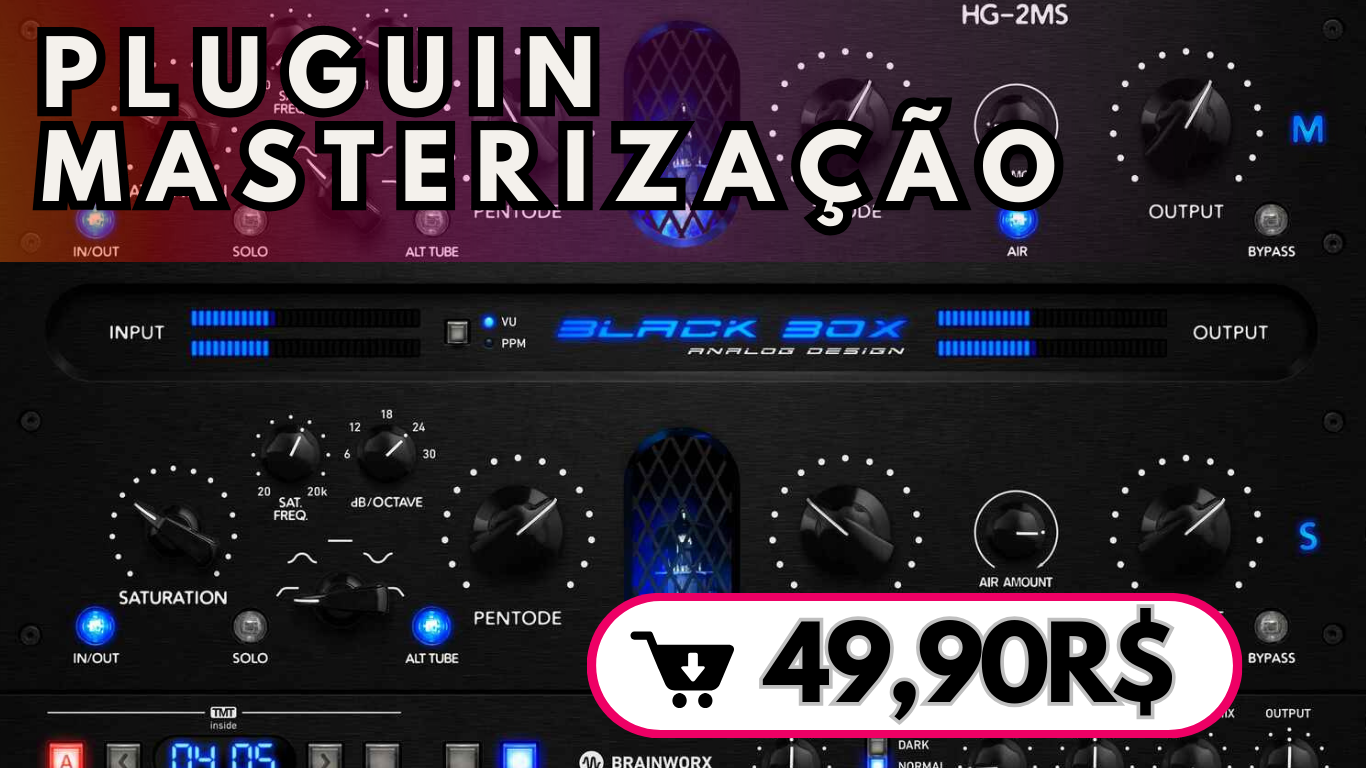 HG-2MS
PLUGUIN
MASTERIZAÇÃO
M
PENTODE
OUTPUT
IN/OUT
SOLO
ALT TUBE
AIR
BYPASS
INPUT
VU
PPM
BLACK BOX
ANALOG DESIGN
OUTPUT
12
18
24
6
30
20
20k
SAT.
FREQ.
dB/OCTAVE
S
SATURATION
PENTODE
AIR AMOUNT
IN/OUT
SOLO
ALT TUBE
BYPASS
49,90R$
TMT
inside
OUTPUT
A
04 05
BRAINWORX
DARK
NORMAL